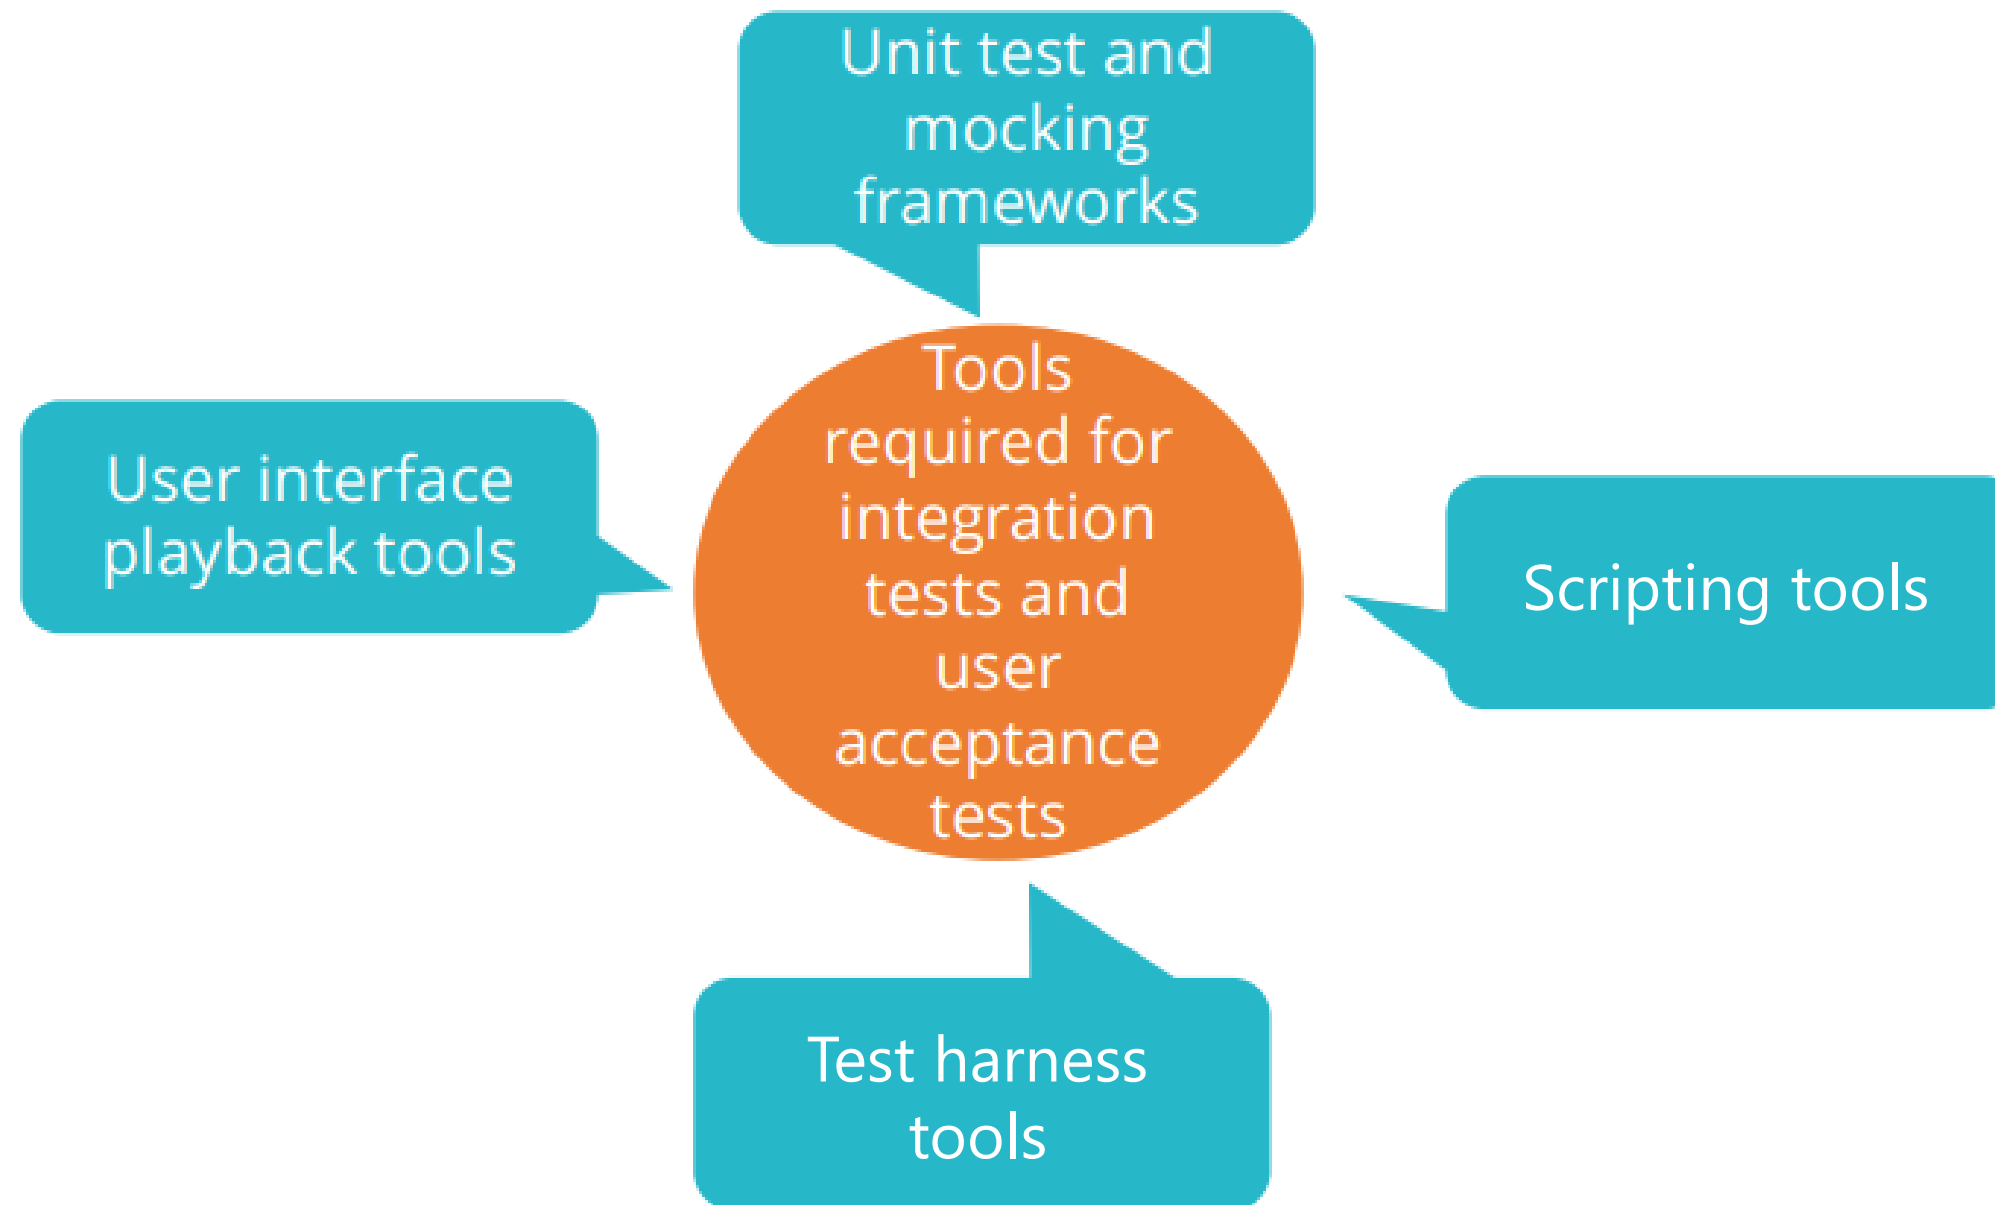 Unit test and
mocking
frameworks
Tools
required for
integration
tests and
user
acceptance
tests
User interface
playback tools
Scripting tools
Test harness
tools